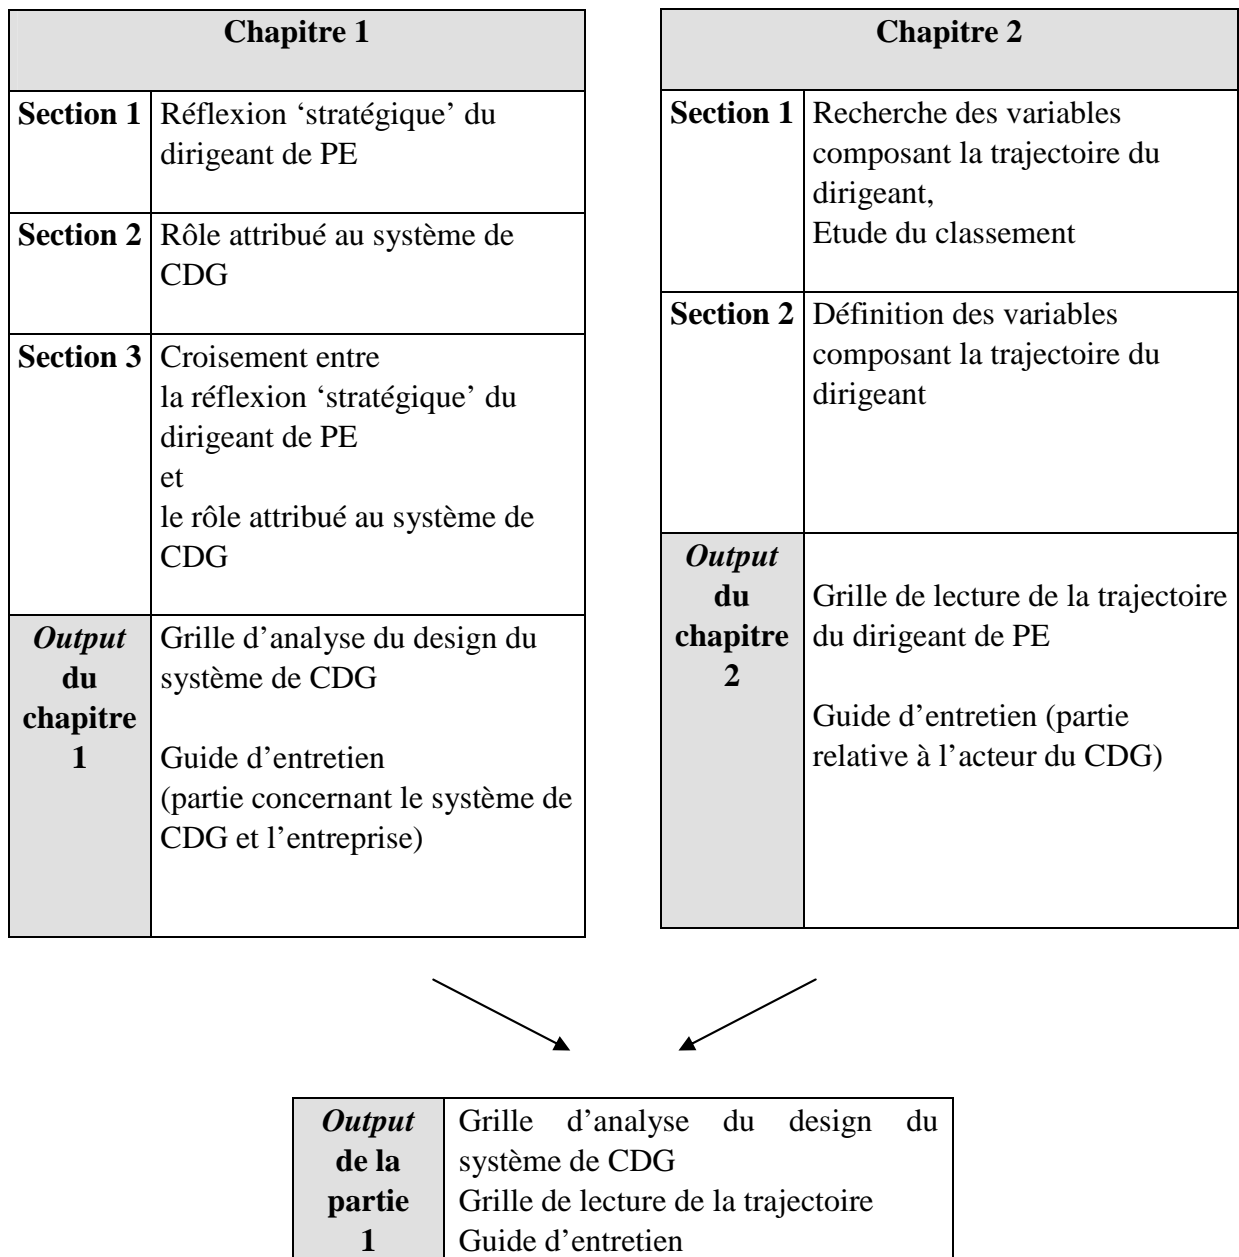 Chapitre 1
Section 1 Réflexion ‘stratégique’ du
dirigeant de PE
Section 2 Rôle attribué au système de
CDG
Section 3 Croisement entre
la réflexion ‘stratégique’ du
dirigeant de PE
et
le rôle attribué au système de
CDG
Output
du
chapitre
1
Grille d’analyse du design du
système de CDG
Guide d’entretien
(partie concernant le système de
CDG et l’entreprise)
Chapitre 2
Section 1 Recherche des variables
composant la trajectoire du
dirigeant,
Etude du classement
Section 2 Définition des variables
composant la trajectoire du
dirigeant
Output
du
chapitre
2
Grille de lecture de la trajectoire
du dirigeant de PE
Guide d’entretien (partie
relative à l’acteur du CDG)
Output
de la
partie
1
Grille d’analyse du design du
système de CDG
Grille de lecture de la trajectoire
Guide d’entretien